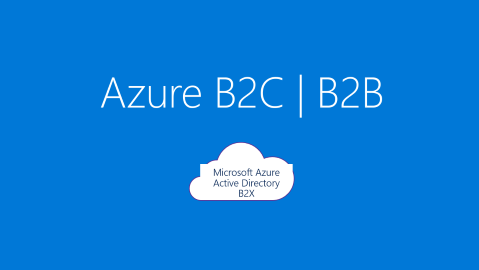 Azure B2C | B2B
Microsoft Azure
Active Directory
B2X